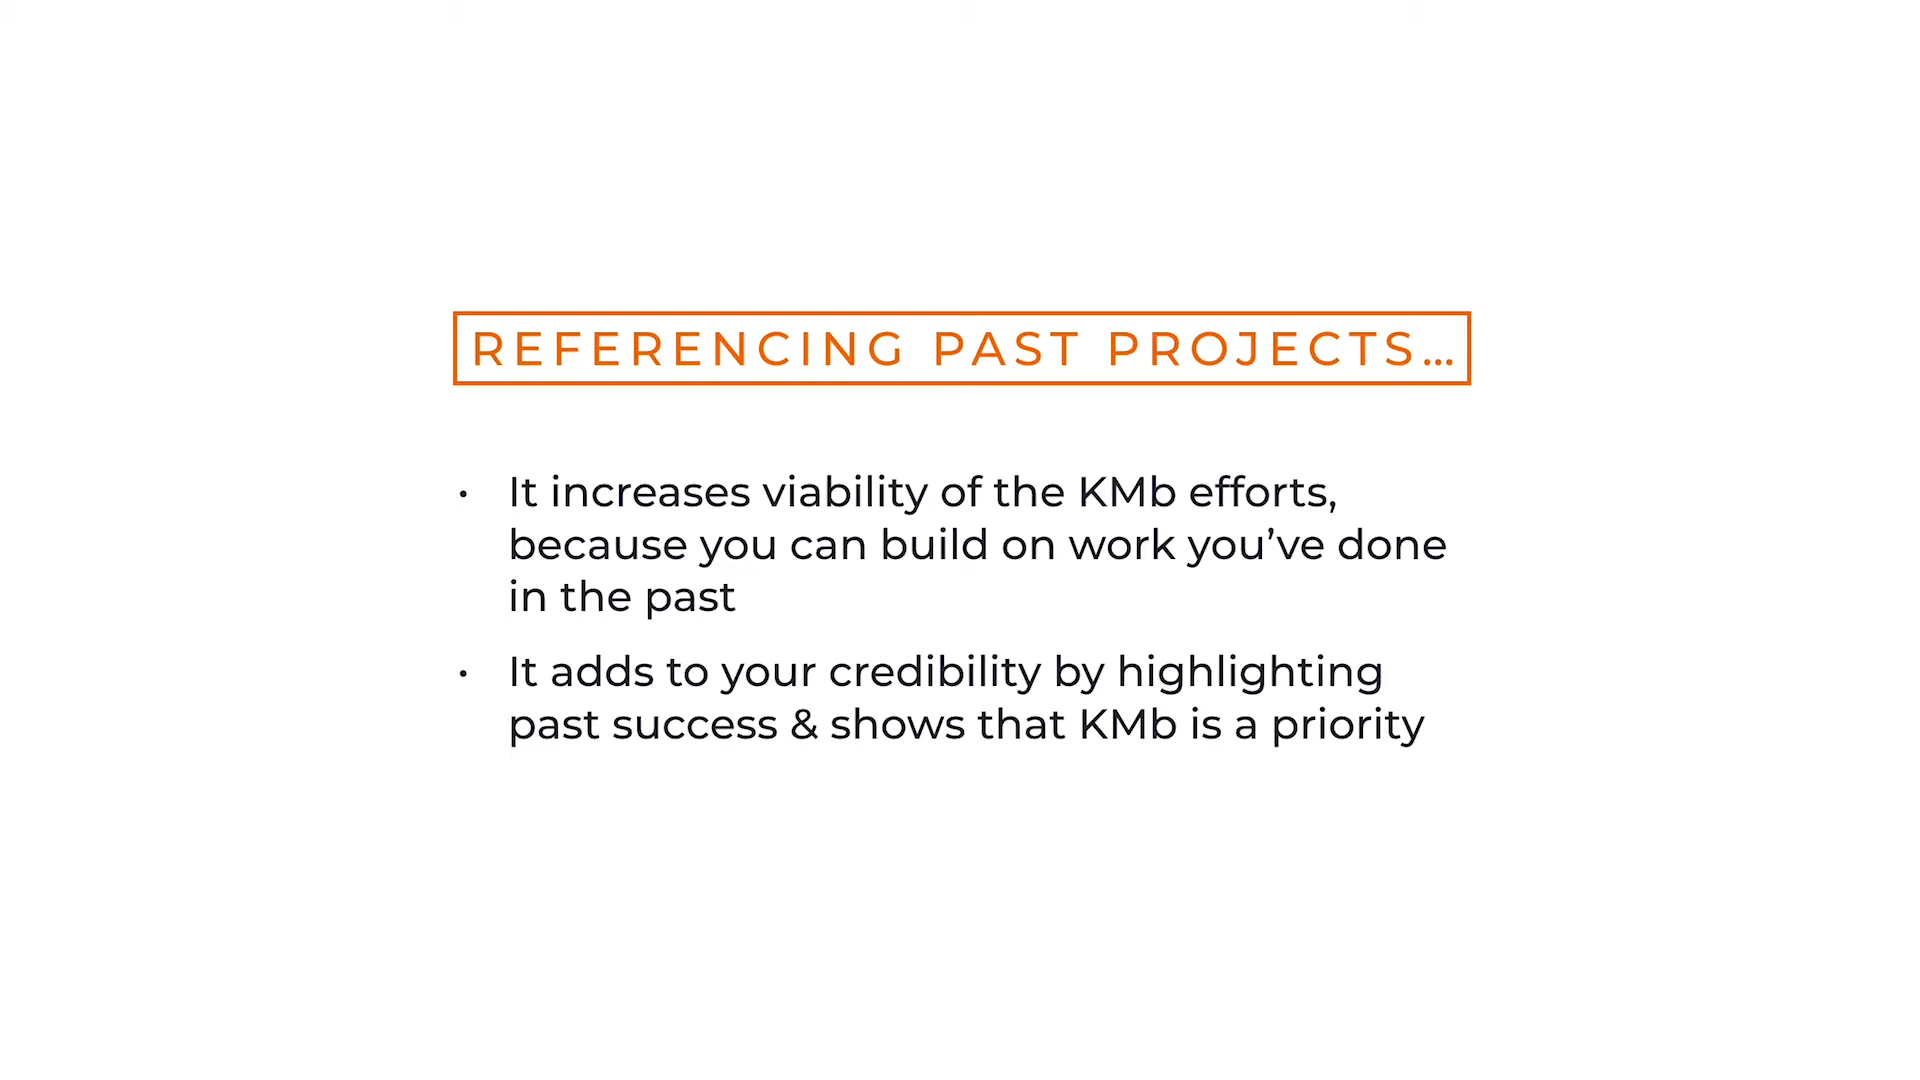 REFERENCING PAST PROJECTS...
• It increases viability of the KMb efforts,
because you can build on work you’ve done
in the past
• It adds to your credibility by highlighting
past success & shows that KMb is a priority